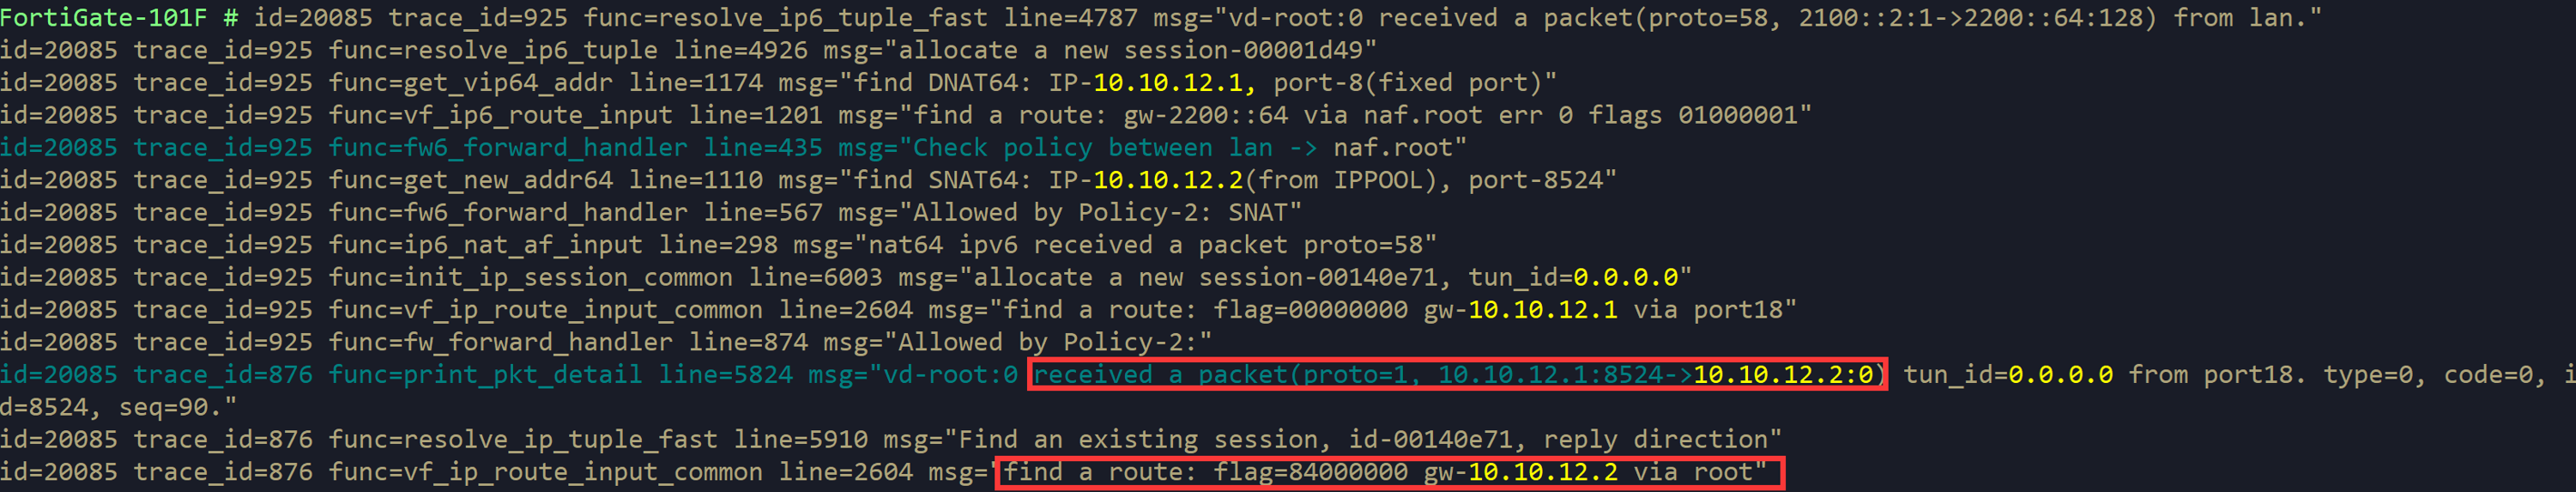 FortiGate-101F # id=20085 trace_id=925 func=resolve_ip6_tuple_fast line=4787 msg="vd-root:0 received a packet(proto=58, 2100::2:1->2200::64:128) from lan."
id=20085 trace_id=925 func=resolve_ip6_tuple line=4926 msg="allocate a new session-00001d49"
id=20085 trace_id=925 func=get_vip64_addr line=1174 msg="find DNAT64: IP-10.10.12.1, port-8(fixed port)"
id=20085 trace_id=925 func=vf_ip6_route_input line=1201 msg="find a route: gw-2200::64 via naf.root err 0 flags 01000001"
id=20085 trace_id=925 func=fw6_forward_handler line=435 msg="Check policy between lan -> naf.root"
id=20085 trace_id=925 func=get_new_addr64 line=1110 msg="find SNAT64: IP-10.10.12.2(from IPPOOL), port-8524"
id=20085 trace_id=925 func=fw6_forward_handler line=567 msg="Allowed by Policy-2: SNAT"
id=20085 trace_id=925 func=ip6_nat_af_input line=298 msg="nat64 ipv6 received a packet proto=58"
id=20085 trace_id=925 func=init_ip_session_common line=6003 msg="allocate a new session-00140e71, tun_id=0.0.0.0"
id=20085 trace_id=925 func=vf_ip_route_input_common line=2604 msg="find a route: flag=00000000 gw-10.10.12.1 via port18"
id=20085 trace_id=925 func=fw_forward_handler line=874 msg="Allowed by Policy-2:"
id=20085 trace_id=876 func=print_pkt_detail line=5824 msg="vd-root:0 received a packet(proto=1, 10.10.12.1:8524->10.10.12.2:0) tun_id=0.0.0.0 from port18. type=0, code=0, i
d=8524, seq=90."
id=20085 trace_id=876 func=resolve_ip_tuple_fast line=5910 msg="Find an existing session, id-00140e71, reply direction"
id=20085 trace_id=876 func=vf_ip_route_input_common line=2604 msg="find a route: flag=84000000 gw-10.10.12.2 via root"